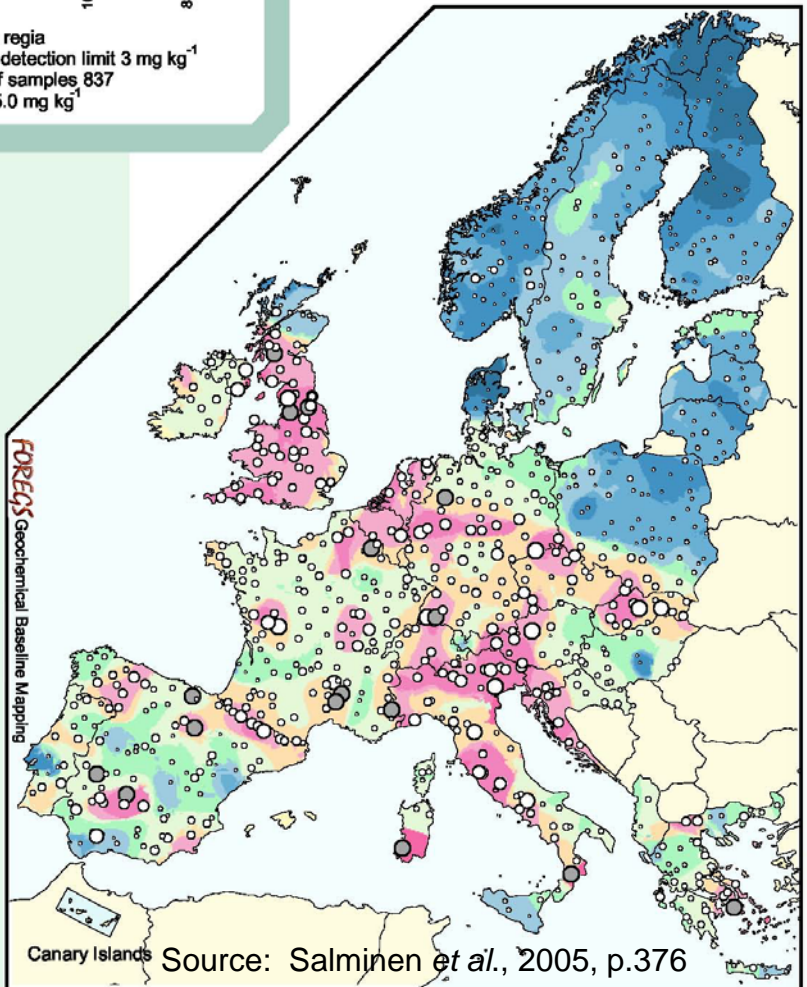 regia
detection limit 3 mg kg-1
f samples 837
5.0 mg kg-1
FOREGS Geochemical Baseline Mapping
Canary Islands
Source: Salminen et al., 2005, p.376